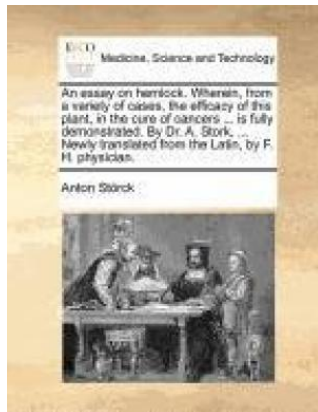 ECCO
Medicine, Science and Technology
An essay on hemlock. Wherein, from
a variety of cases, the efficacy of this
plant, in the cure of cancers ... is fully
demonstrated. By Dr. A. Stork, ...
Newly translated from the Latin, by F.
H. physician.
Anton Störck